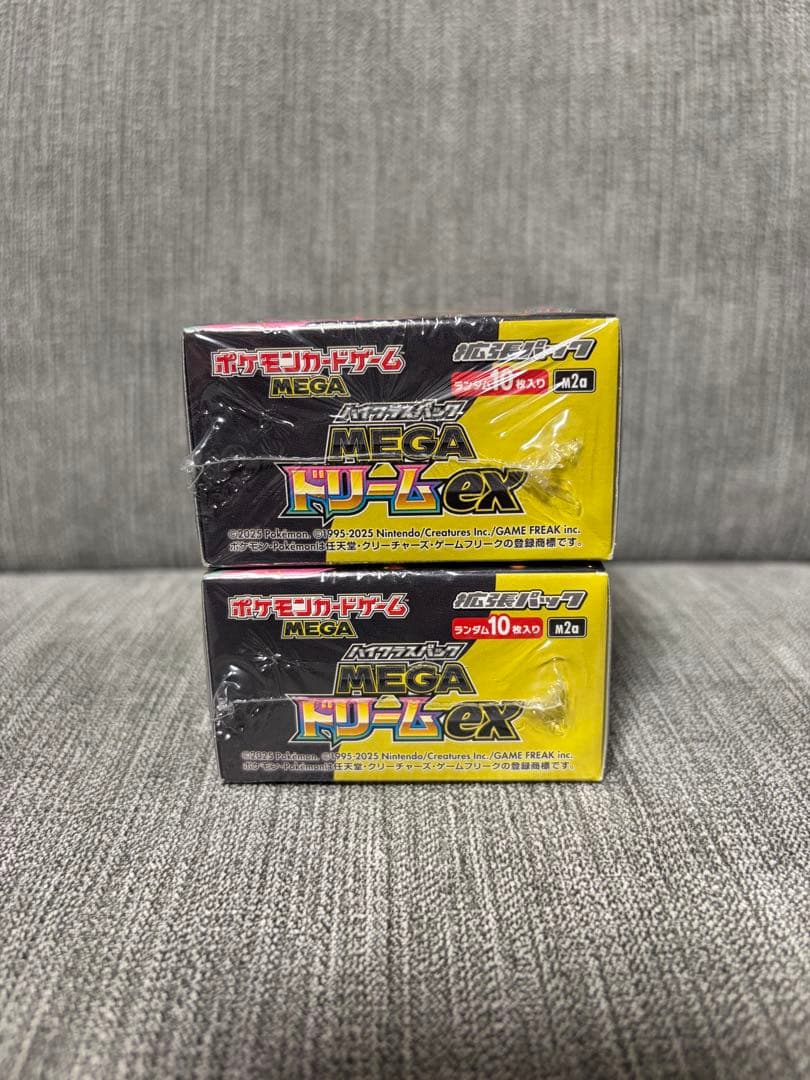 ポケモンカードゲーム
MEGA
拡張パック
ランダム10枚入り M2a
ハイクラスパック
MEGA
ドリームex
©2025 Pokémon. ©1995-2025 Nintendo/Creatures Inc./GAME FREAK inc.
ポケモン・Pokémonは任天堂・クリーチャーズ・ゲームフリークの登録商標です。
ポケモンカードゲーム
MEGA
拡張パック
ランダム10枚入り M2a
ハイクラスパック
MEGA
ドリームex
©2025 Pokémon. ©1995-2025 Nintendo/Creatures Inc./GAME FREAK inc.
ポケモン・Pokémonは任天堂・クリーチャーズ・ゲームフリークの登録商標です。